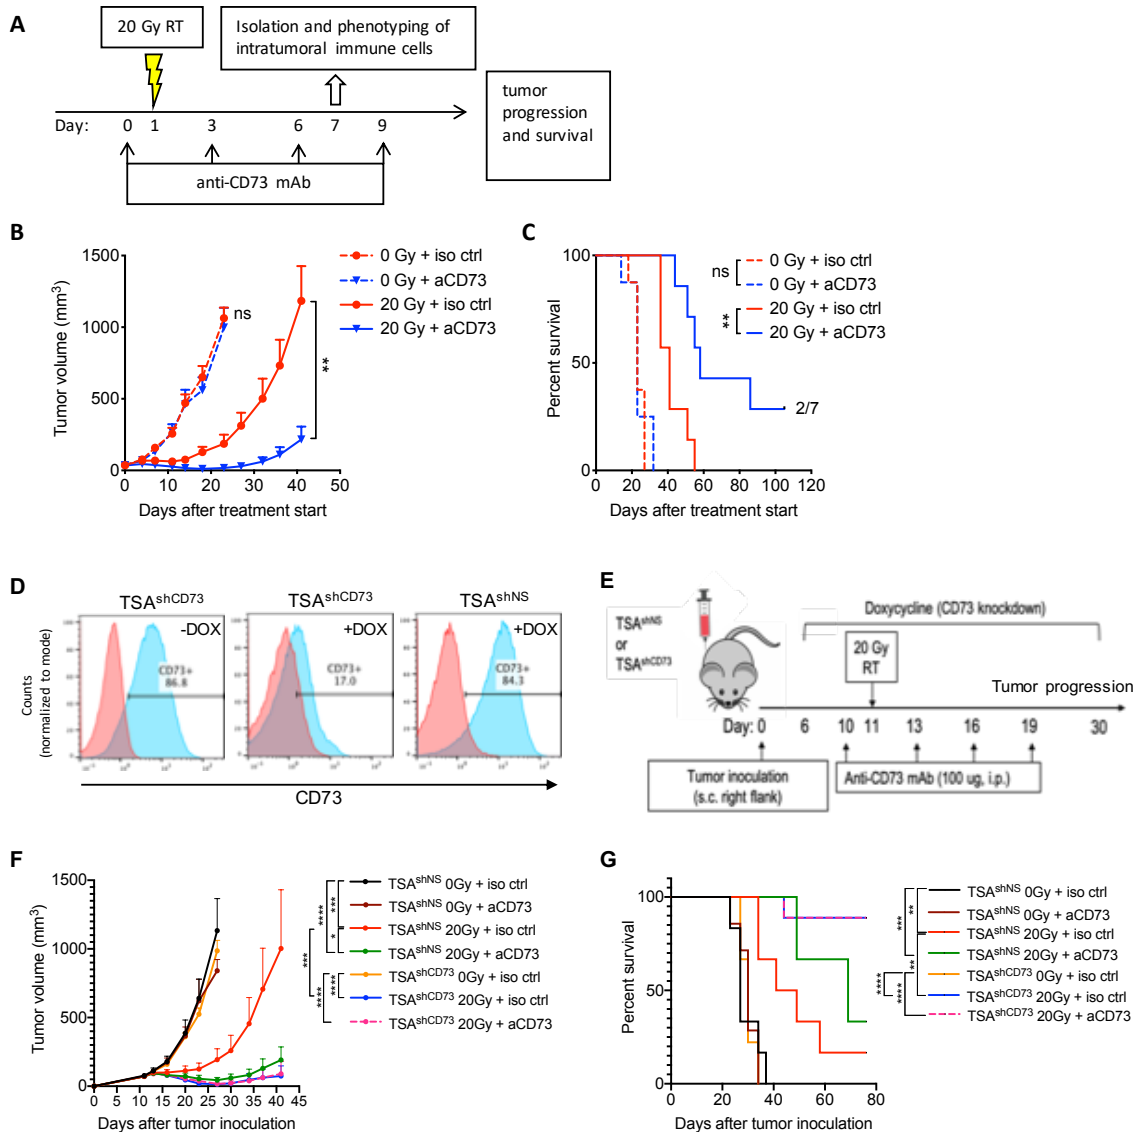 A
20 Gy RT
Isolation and phenotyping of
intratumoral immune cells
tumor
progression
and survival
Day: 0 1 3 6 7 9
anti-CD73 mAb
B
Tumor volume (mm³)
1500
1000
500
0
0 10 20 30 40 50
Days after treatment start
ns
**
0 Gy + iso ctrl
0 Gy + aCD73
20 Gy + iso ctrl
20 Gy + aCD73
C
Percent survival
100
50
0
0 20 40 60 80 100 120
Days after treatment start
2/7
ns
**
0 Gy + iso ctrl
0 Gy + aCD73
20 Gy + iso ctrl
20 Gy + aCD73
D
TSAshCD73
TSAshCD73
TSAshNS
-DOX
+DOX
+DOX
CD73+
86.8
CD73+
17.0
CD73+
84.3
Counts
(normalized to mode)
CD73
E
TSAshNS
or
TSAshCD73
Doxycycline (CD73 knockdown)
20 Gy
RT
Tumor progression
Day: 0 6 10 11 13 16 19 30
Tumor inoculation
(s.c. right flank)
Anti-CD73 mAb (100 ug, i.p.)
F
Tumor volume (mm³)
1500
1000
500
0
0 5 10 15 20 25 30 35 40 45
Days after tumor inoculation
**** *** * *** **** ****
TSAshNS 0Gy + iso ctrl
TSAshNS 0Gy + aCD73
TSAshNS 20Gy + iso ctrl
TSAshNS 20Gy + aCD73
TSAshCD73 0Gy + iso ctrl
TSAshCD73 20Gy + iso ctrl
TSAshCD73 20Gy + aCD73
G
Percent survival
100
50
0
0 20 40 60 80
Days after tumor inoculation
*** ** ** **** ****
TSAshNS 0Gy + iso ctrl
TSAshNS 0Gy + aCD73
TSAshNS 20Gy + iso ctrl
TSAshNS 20Gy + aCD73
TSAshCD73 0Gy + iso ctrl
TSAshCD73 20Gy + iso ctrl
TSAshCD73 20Gy + aCD73